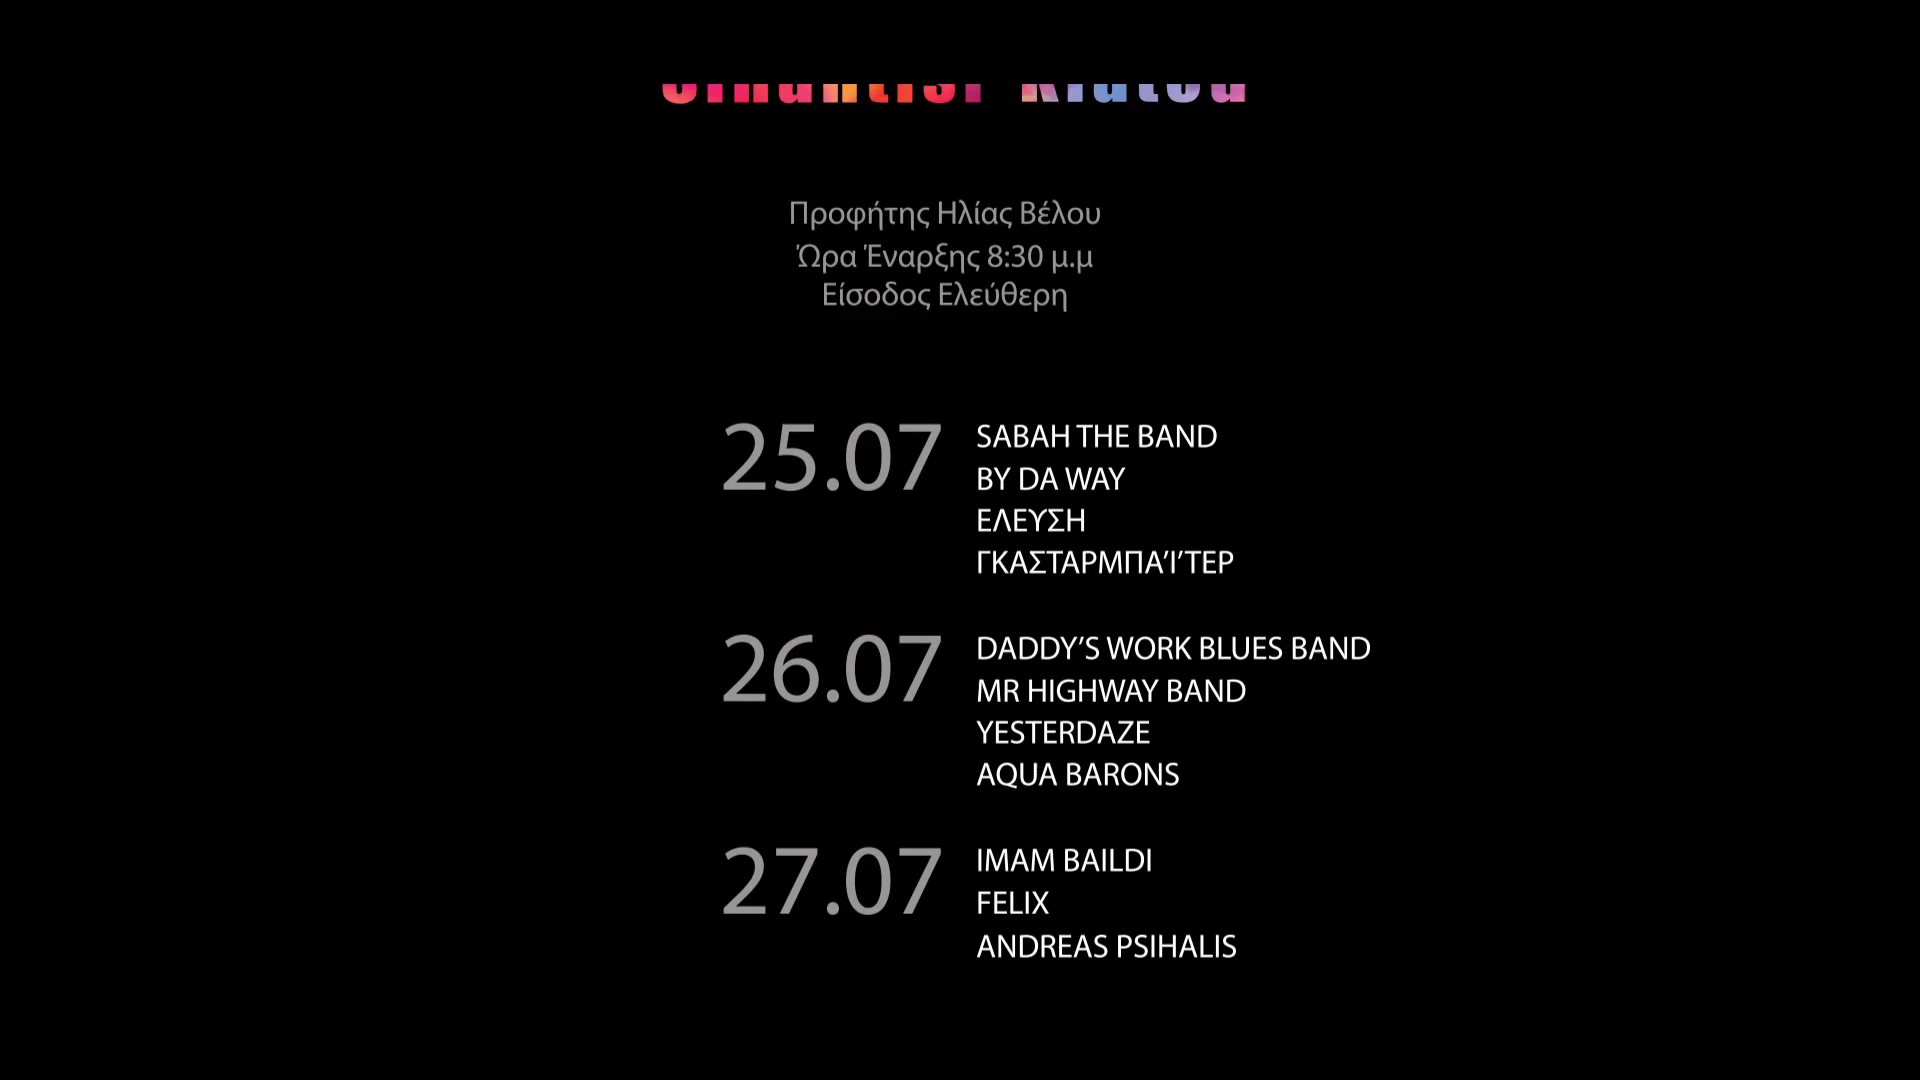 Προφήτης Ηλίας Βέλου
Ώρα Έναρξης 8:30 μ.μ
Είσοδος Ελεύθερη
25.07
SABAH THE BAND
BY DA WAY
ΕΛΕΥΣΗ
ΓΚΑΣΤΑΡΜΠΑΊ'ΤΕΡ
26.07
DADDY’S WORK BLUES BAND
MR HIGHWAY BAND
YESTERDAZE
AQUA BARONS
27.07
IMAM BAILDI
FELIX
ANDREAS PSIHALIS